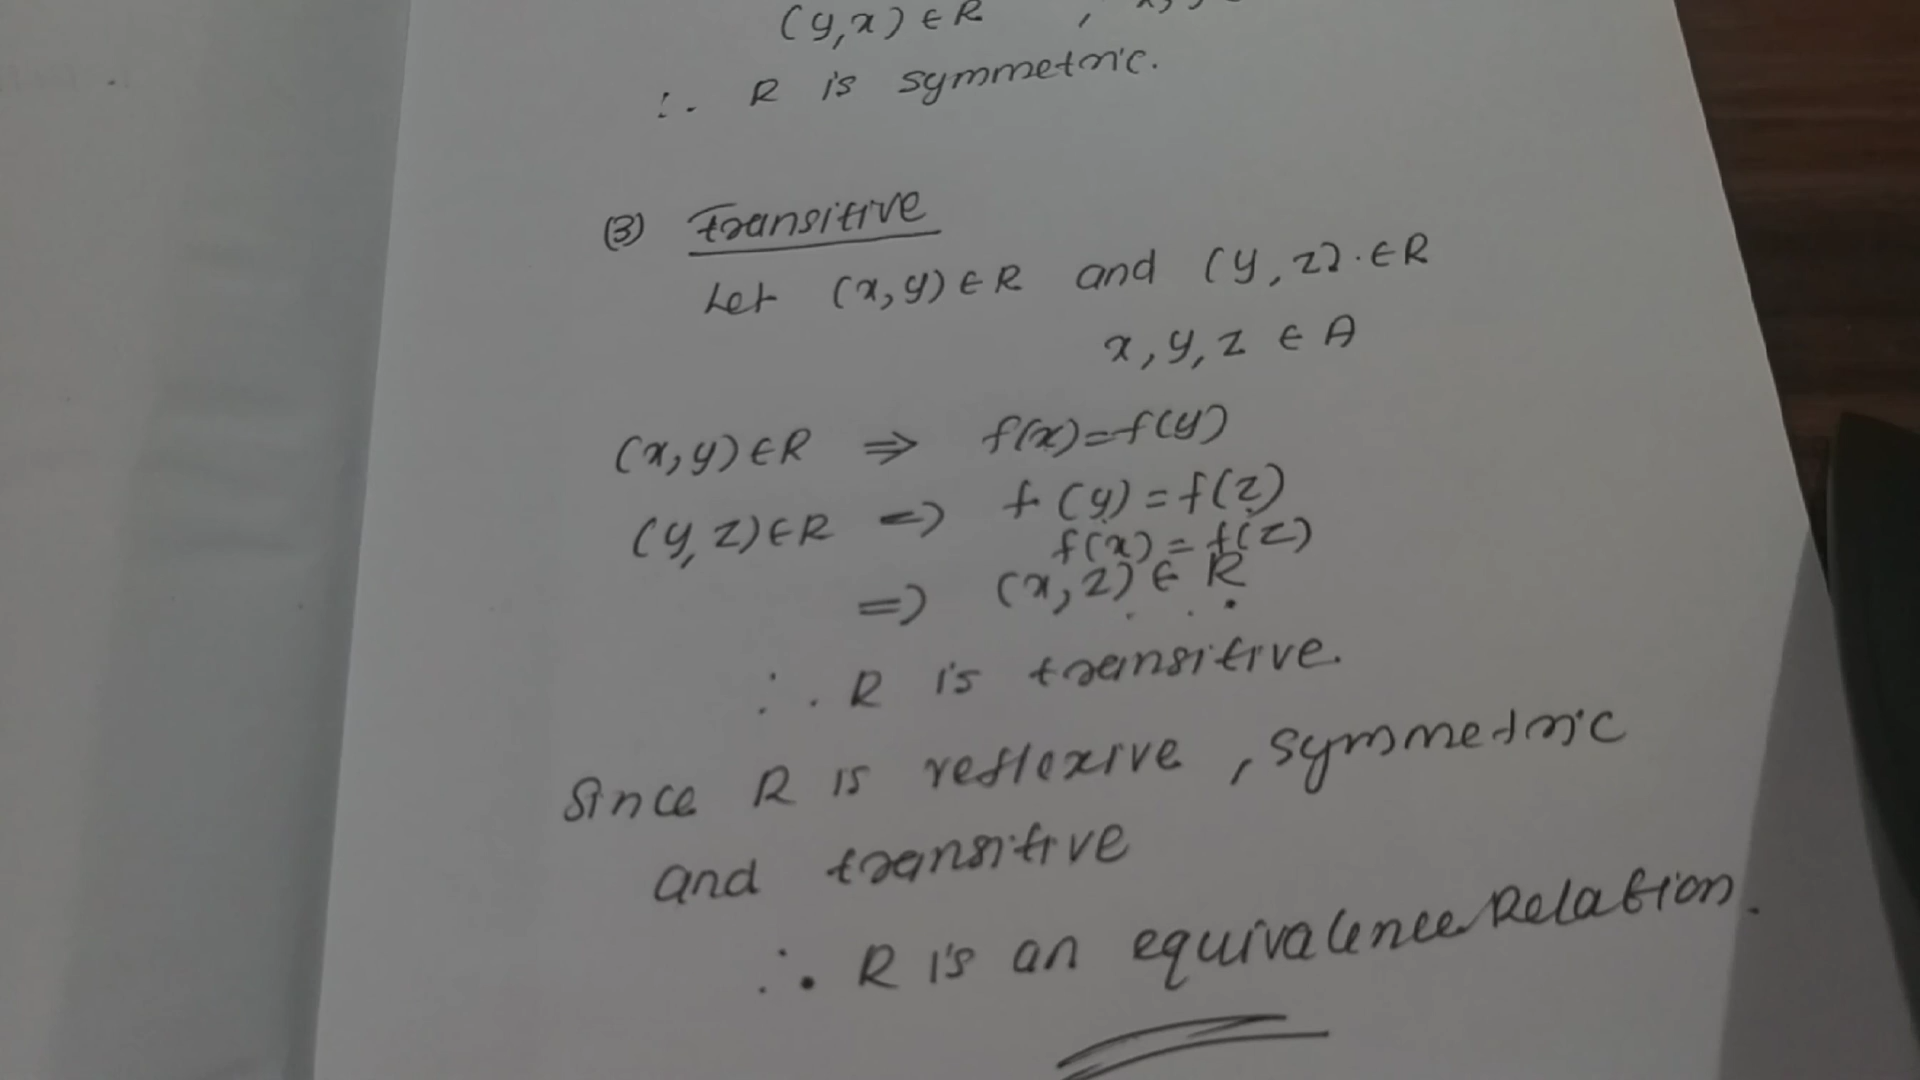 (y,x) ∈ R ,
∴ R is symmetric.
(3) Transitive
Let (x,y) ∈ R and (y,z) ∈ R
x, y, z ∈ A
(x,y) ∈ R ⇒ f(x)=f(y)
(y,z) ∈ R ⇒ f(y)=f(z)
f(x)=f(z)
⇒ (x,z) ∈ R
∴ R is transitive.
Since R is reflexive, symmetric
and transitive
∴ R is an equivalence Relation.